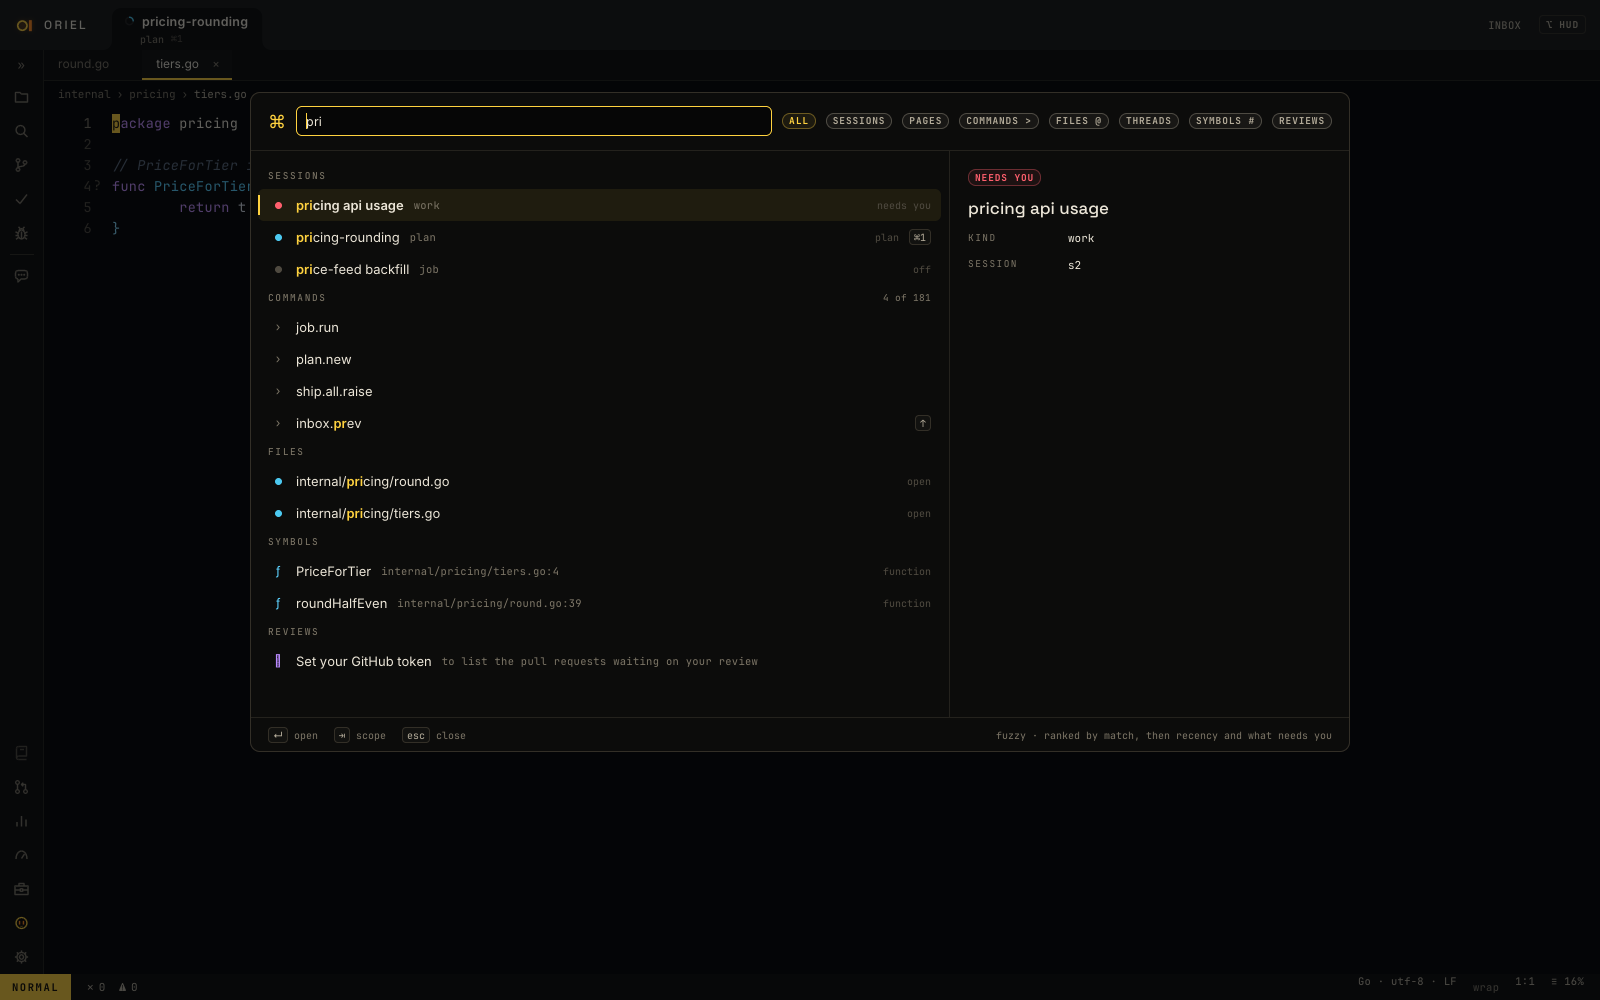 ORIEL
pricing-rounding
plan ⌘1
INBOX
⌥ HUD
round.go
tiers.go ×
internal › pricing › tiers.go
1 package pricing
2
3 // PriceForTier
4? func PriceForTier
5 return t
6 }
⌘ pri
ALL SESSIONS PAGES COMMANDS > FILES @ THREADS SYMBOLS # REVIEWS
SESSIONS
pricing api usage work needs you
pricing-rounding plan plan ⌘1
price-feed backfill job off
COMMANDS 4 of 181
› job.run
› plan.new
› ship.all.raise
› inbox.prev ↑
FILES
internal/pricing/round.go open
internal/pricing/tiers.go open
SYMBOLS
ƒ PriceForTier internal/pricing/tiers.go:4 function
ƒ roundHalfEven internal/pricing/round.go:39 function
REVIEWS
Set your GitHub token to list the pull requests waiting on your review
NEEDS YOU
pricing api usage
KIND work
SESSION s2
↵ open ⇥ scope esc close
fuzzy · ranked by match, then recency and what needs you
NORMAL × 0 ▲ 0
Go · utf-8 · LF wrap 1:1 ≡ 16%